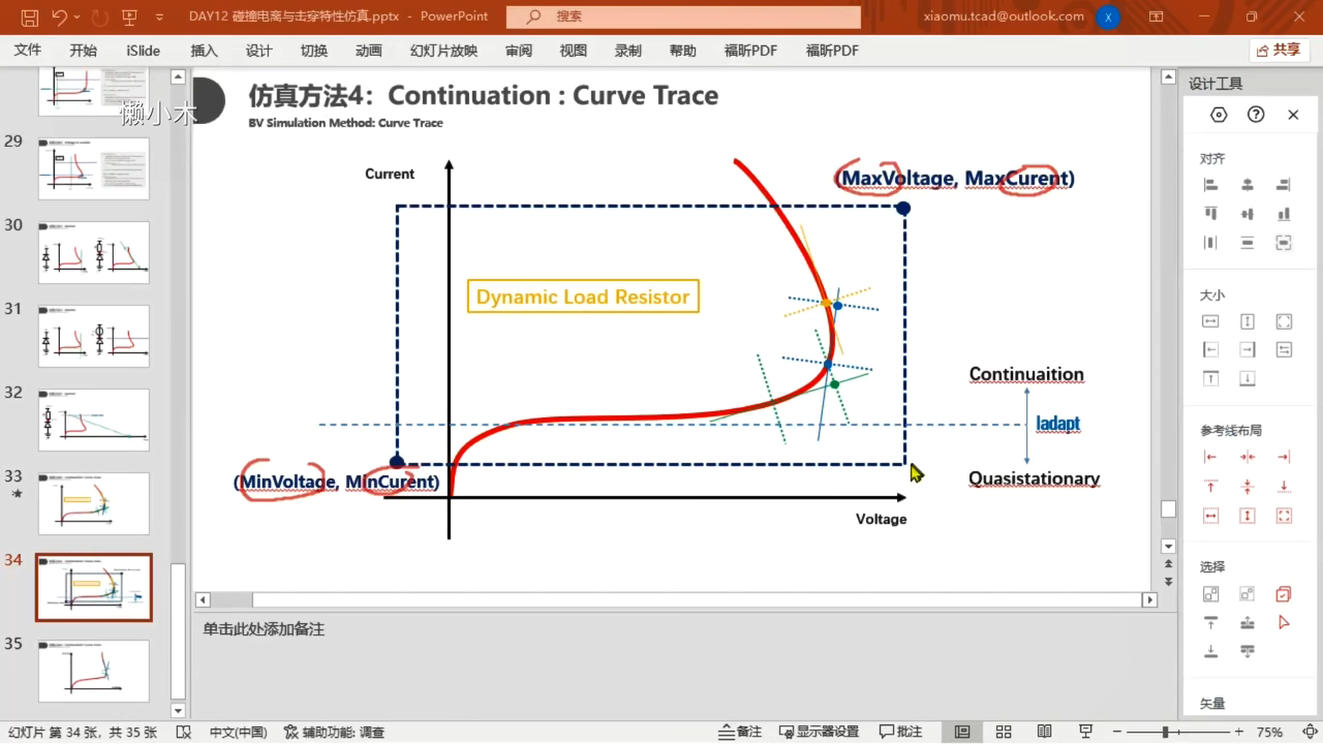 DAY12 碰撞电离与击穿特性仿真.pptx - PowerPoint
搜索
xiaomu.tcad@outlook.com
X
文件 开始 iSlide 插入 设计 切换 动画 幻灯片放映 审阅 视图 录制 帮助 福昕PDF 福昕PDF
共享
懒小木
29
30
31
32
33
34
35
仿真方法4：Continuation : Curve Trace
BV Simulation Method: Curve Trace
Current
(MaxVoltage, MaxCurent)
Dynamic Load Resistor
Continuaition
Iadapt
Quasistationary
(MinVoltage, MinCurent)
Voltage
单击此处添加备注
设计工具
对齐
大小
参考线布局
选择
矢量
幻灯片 第 34 张，共 35 张
中文(中国)
辅助功能: 调查
备注
显示器设置
批注
75%